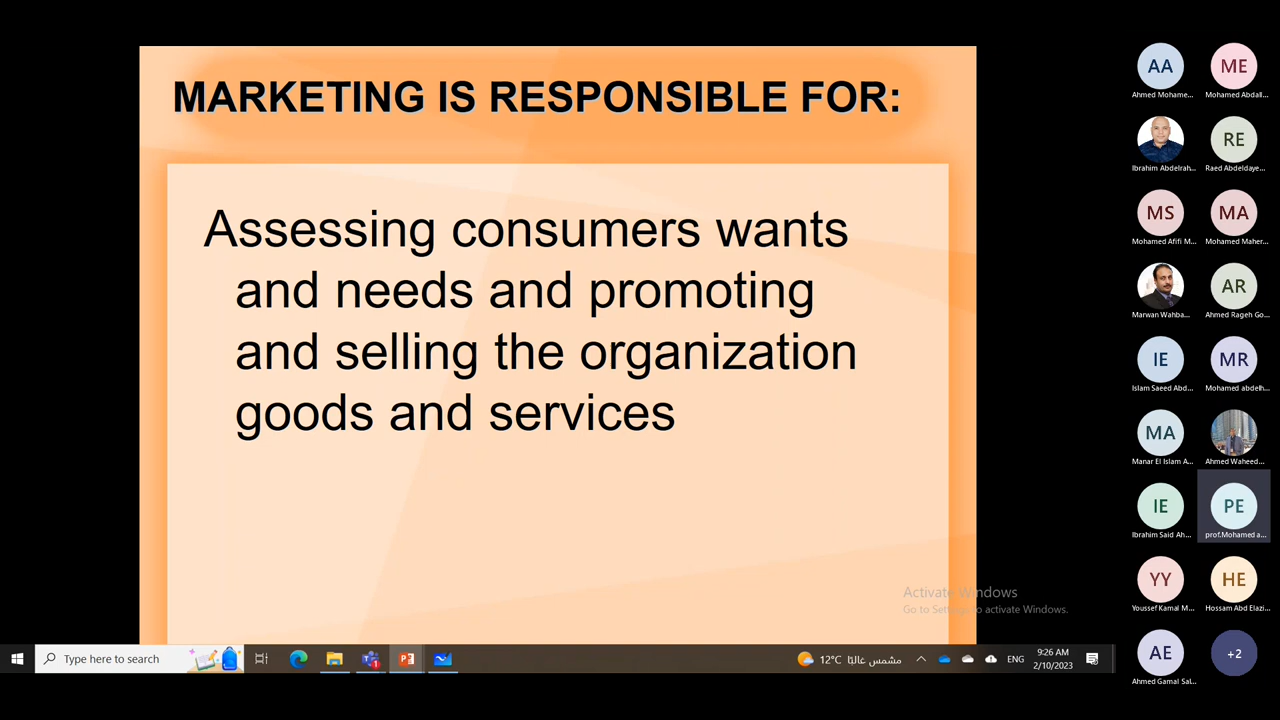 MARKETING IS RESPONSIBLE FOR:
Assessing consumers wants
and needs and promoting
and selling the organization
goods and services
Activate Windows
Go to Settings to activate Windows.
Type here to search
12°C مشمس غالبًا
ENG
9:26 AM
2/10/2023
AA
Ahmed Mohame...
ME
Mohamed Abdall...
Ibrahim Abdelrah...
RE
Raed Abdeldaye...
MS
Mohamed Afifi M...
MA
Mohamed Maher...
Marwan Wahba...
AR
Ahmed Rageh Go...
IE
Islam Saeed Abd...
MR
Mohamed abdelh...
MA
Manar El Islam A...
Ahmed Waheed...
IE
Ibrahim Said Ah...
PE
prof.Mohamed a...
YY
Youssef Kamal M...
HE
Hossam Abd Elazi...
AE
Ahmed Gamal Sal...
+2